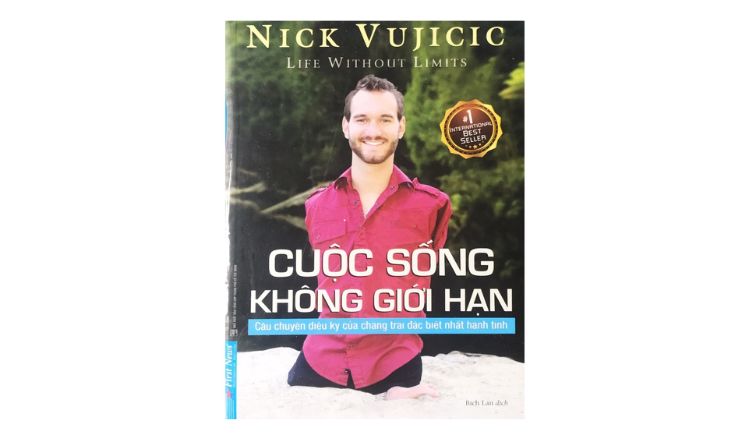 NICK VUJICIC
LIFE WITHOUT LIMITS
#1
INTERNATIONAL
BEST
SELLER
CUỘC SỐNG
KHÔNG GIỚI HẠN
Câu chuyện diệu kỳ của chàng trai đặc biệt nhất hành tinh
First News
Bích Lan dịch